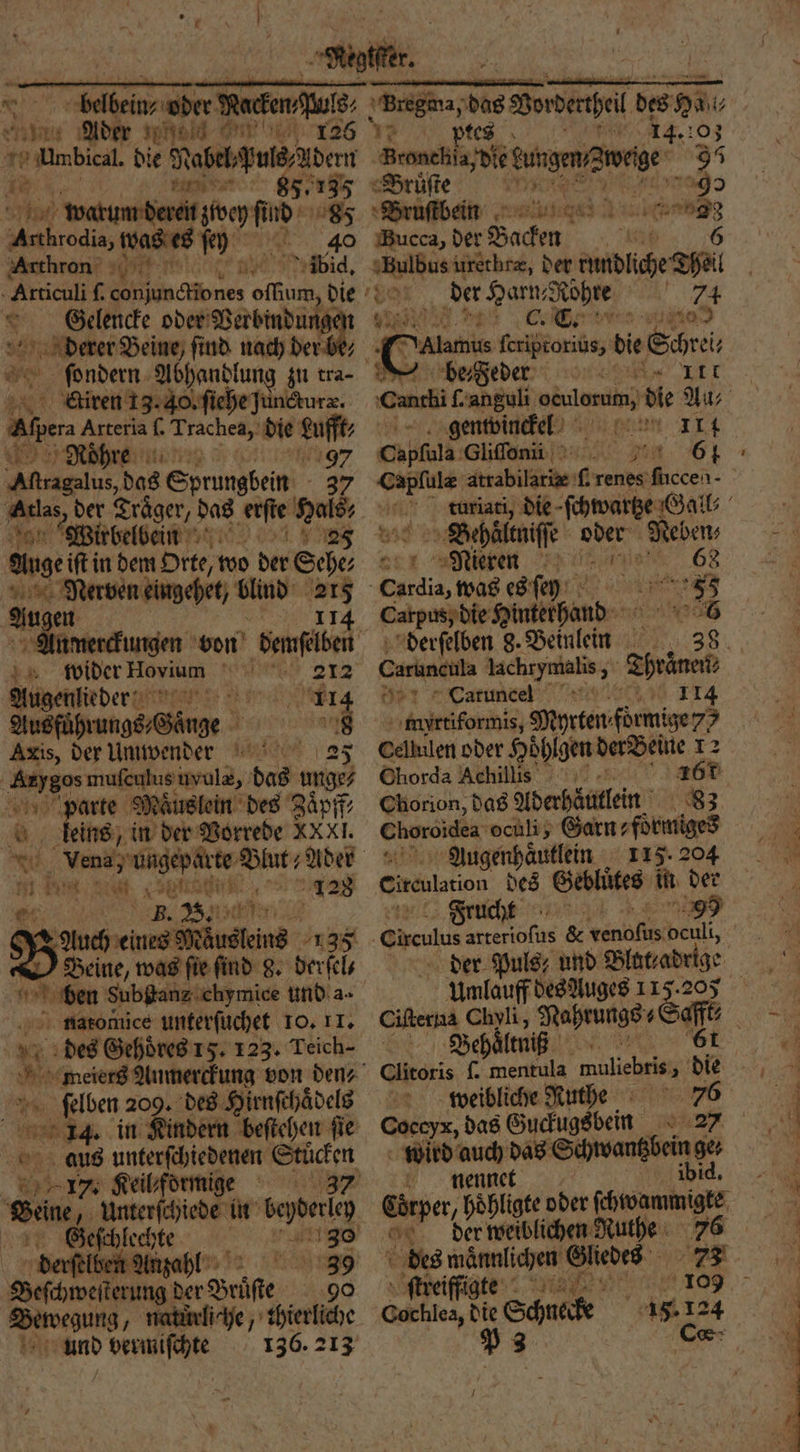 Register.
belbein⸗ oder Nacken⸗Puls⸗
Ader 126
Umbical. die Nabel⸗Puls⸗Adern
85. 135
warum deren zwey sind 85
Arthrodia, was es sey 40
Arthron ibid.
Articuli s. conjunctiones ossium, die
Gelencke oder Verbindungen
derer Beine, sind nach der be⸗
sondern Abhandlung zu tra-
ctiren 13. 40. siehe Juncturæ.
Aspera Arteria s. Trachea, die Lufft⸗
Röhre 97
Astragalus, das Sprungbein 37
Atlas, der Träger, das erste Hals⸗
Wirbelbein 25
Auge ist in dem Orte, wo der Sehe⸗
Nerven eingehet, blind 215
Augen 114
Anmerckungen von demselben
wider Hovium 212
Augenlieder 114
Ausführungs⸗Gänge 8
Axis, der Umwender 25
Azygos musculus uvulæ, das unge⸗
parte Mäuslein des Zäpff⸗
leins, in der Vorrede XXXI.
Vena, ungeparte Blut⸗Ader
128
B. B.
BAuch eines Mäusleins 135
Beine, was sie sind 8. dersel⸗
ben Substanz chymice und a-
natomice untersuchet 10. 11.
des Gehöres 15. 123. Teich-
meiers Anmerckung von den⸗
selben 209. des Hirnschädels
14. in Kindern bestehen sie
aus unterschiedenen Stücken
17. Keil⸗förmige 37
Beine, Unterschiede in beyderley
Geschlechte 30
derselben Anzahl 39
Beschwesterung der Brüste 90
Bewegung, natürliche, thierliche
und vermischte 136. 213
Bregma, das Vordertheil des Hau⸗
ptes 14. 103
Bronchia, die Lungen⸗Zweige 95
Brüste 90
Brustbein
Bucca, der Backen 6
Bulbus urethræ, der rundliche Theil
der Harn⸗Röhre 74
C. C.
CAlamus scriptorius, die Schrei⸗
be⸗Feder 111
Canthi s. anguli oculorum, die Au⸗
genwinckel 114
Capsula Glissonii 61
Capsulæ atrabilariæ s. renes succen-
turiati, die schwartze Gall⸗
Behältnisse oder Neben⸗
Nieren 68
Cardia, was es sey 55
Carpus, die Hinterhand 6
derselben 8. Beinlein 38
Caruncula lachrymalis, Thränen⸗
Caruncel 114
myrtiformis, Myrten⸗förmige 77
Cellulen oder Höhlgen der Beine 12
Chorda Achillis 161
Chorion, das Aderhäutlein 83
Choroidea oculi, Garn⸗förmiges
Augenhäutlein 115. 204
Circulation des Geblütes in der
Frucht 99
Circulus arteriosus & venosus oculi,
der Puls⸗ und Blut⸗adrige
Umlauff des Auges 115. 205
Cisterna Chyli, Nahrungs⸗Safft⸗
Behältniß 61
Clitoris s. mentula muliebris, die
weibliche Ruthe 76
Coccyx, das Guckugsbein 27
wird auch das Schwantzbein ge⸗
nennet ibid.
Cörper, höhligte oder schwammigte
der weiblichen Ruthe 76
des männlichen Gliedes 73
streiffigte 109
Cochlea, die Schnecke 15. 124
P 3
Cœ-